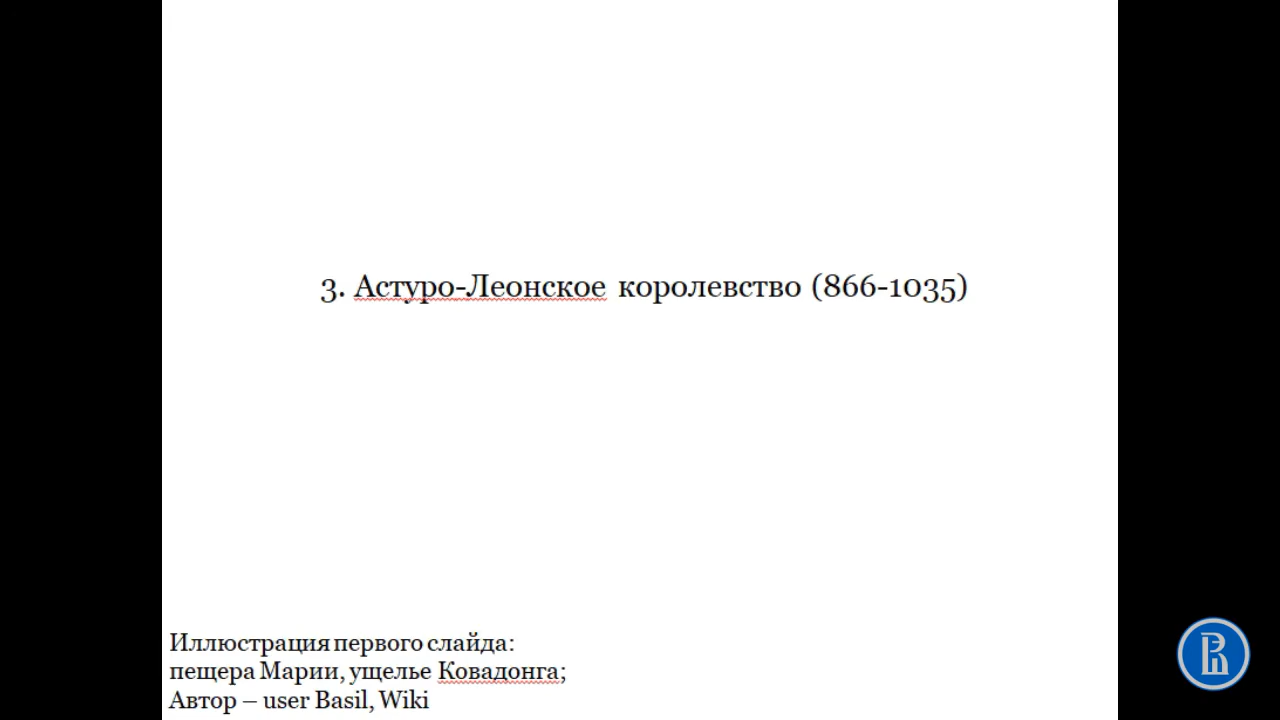 3. Астуро-Леонское королевство (866-1035)
Иллюстрация первого слайда:
пещера Марии, ущелье Ковадонга;
Автор – user Basil, Wiki